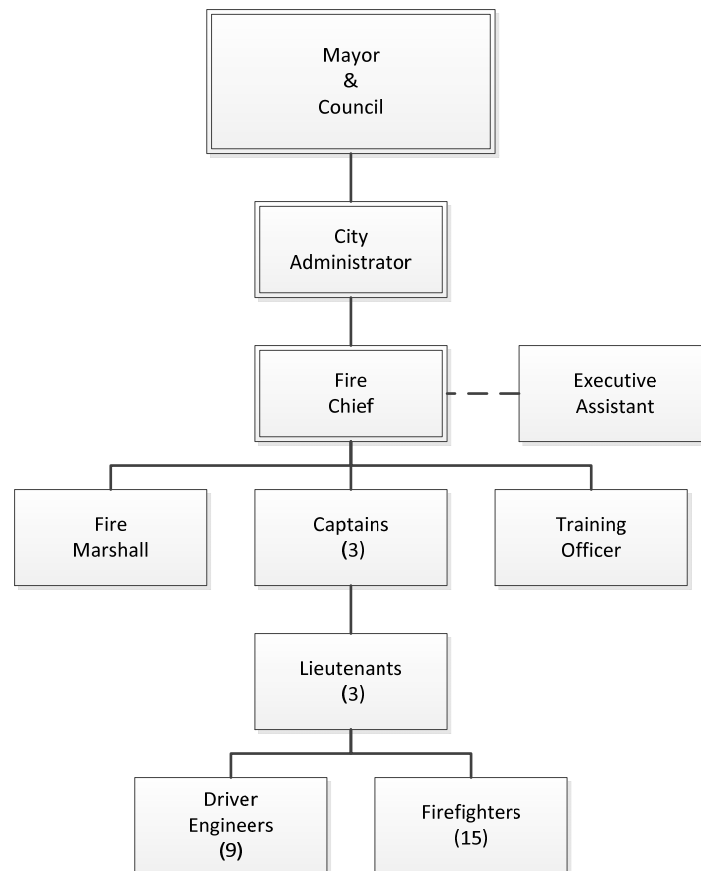 Mayor
&
Council
City
Administrator
Fire
Chief
Executive
Assistant
Fire
Marshall
Captains
(3)
Training
Officer
Lieutenants
(3)
Driver
Engineers
(9)
Firefighters
(15)